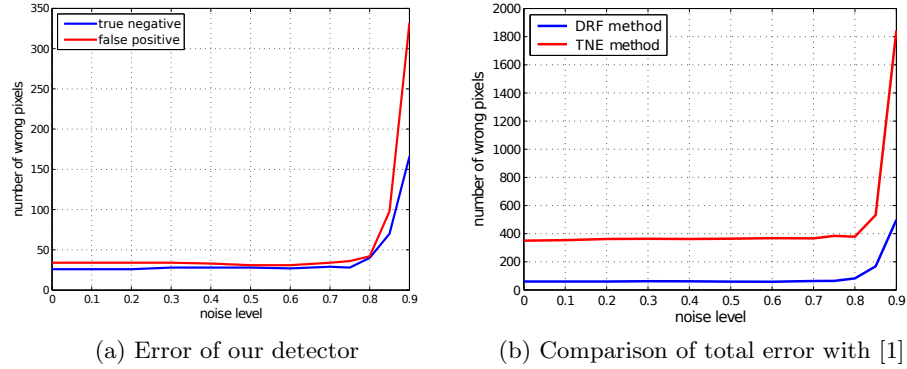 350
300
250
200
150
100
50
0
number of wrong pixels
true negative
false positive
0 0.1 0.2 0.3 0.4 0.5 0.6 0.7 0.8 0.9
noise level
(a) Error of our detector
2000
1800
1600
1400
1200
1000
800
600
400
200
0
number of wrong pixels
DRF method
TNE method
0 0.1 0.2 0.3 0.4 0.5 0.6 0.7 0.8 0.9
noise level
(b) Comparison of total error with [1]